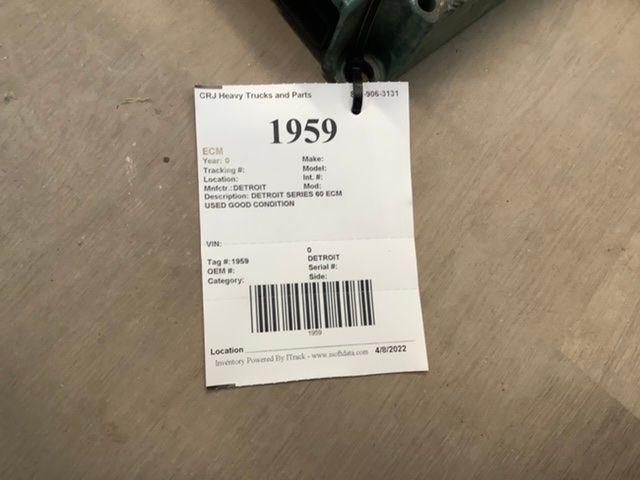 CRJ Heavy Trucks and Parts -906-3131
1959
ECM
Year: 0 Make:
Tracking #: Model:
Location: Int. #:
Mnfctr.: DETROIT Mod:
Description: DETROIT SERIES 60 ECM
USED GOOD CONDITION
VIN:
0
Tag #: 1959 DETROIT
OEM #: Serial #:
Category: Side:
1959
Location
Inventory Powered By ITrack - www.isoftdata.com 4/8/2022